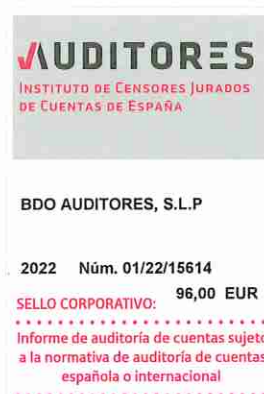 AUDITORES
INSTITUTO DE CENSORES JURADOS
DE CUENTAS DE ESPAÑA
BDO AUDITORES, S.L.P
2022 Núm. 01/22/15614
SELLO CORPORATIVO: 96,00 EUR
Informe de auditoría de cuentas sujeto
a la normativa de auditoría de cuentas
española o internacional